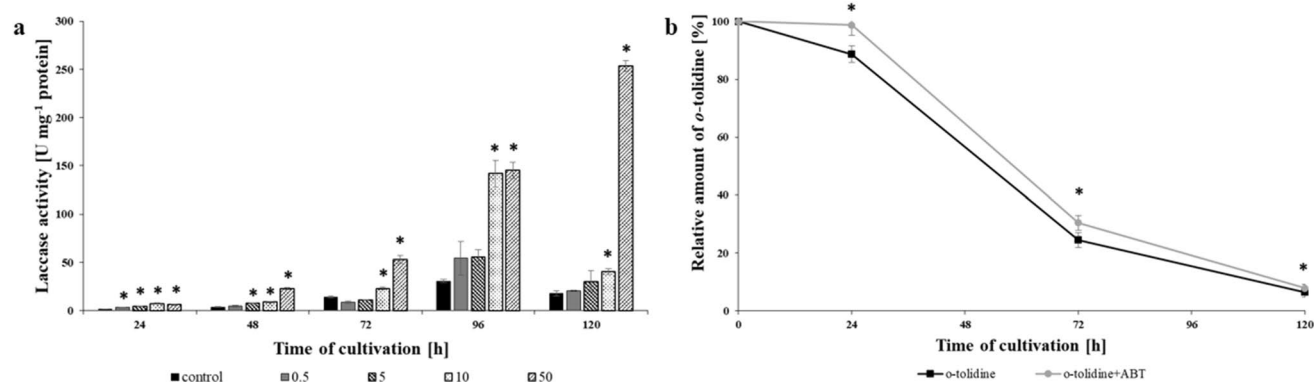 a
Laccase activity [U mg⁻¹ protein]
300
250
200
150
100
50
0
* * * *
* * *
* *
* *
* *
24 48 72 96 120
Time of cultivation [h]
control 0.5 5 10 50
b
Relative amount of o-tolidine [%]
100
80
60
40
20
0
*
*
*
0 24 48 72 96 120
Time of cultivation [h]
o-tolidine o-tolidine+ABT